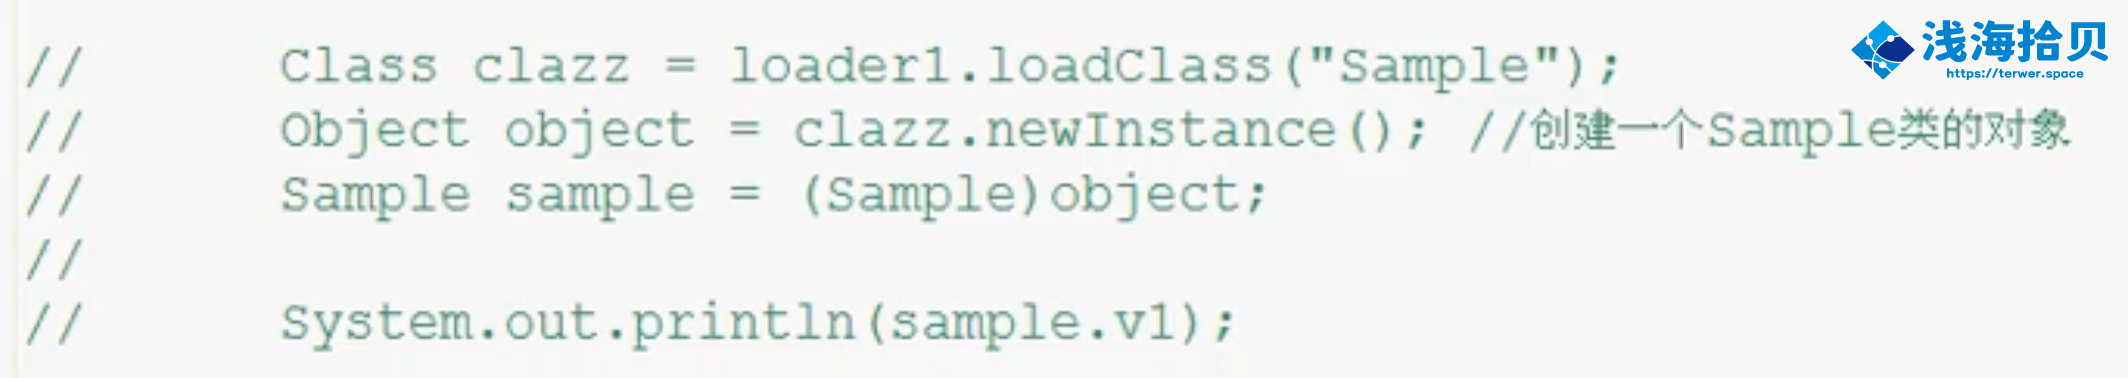 浅海拾贝
https://terwer.space
//      Class clazz = loader1.loadClass("Sample");
//      Object object = clazz.newInstance(); //创建一个Sample类的对象
//      Sample sample = (Sample)object;
//
//      System.out.println(sample.v1);